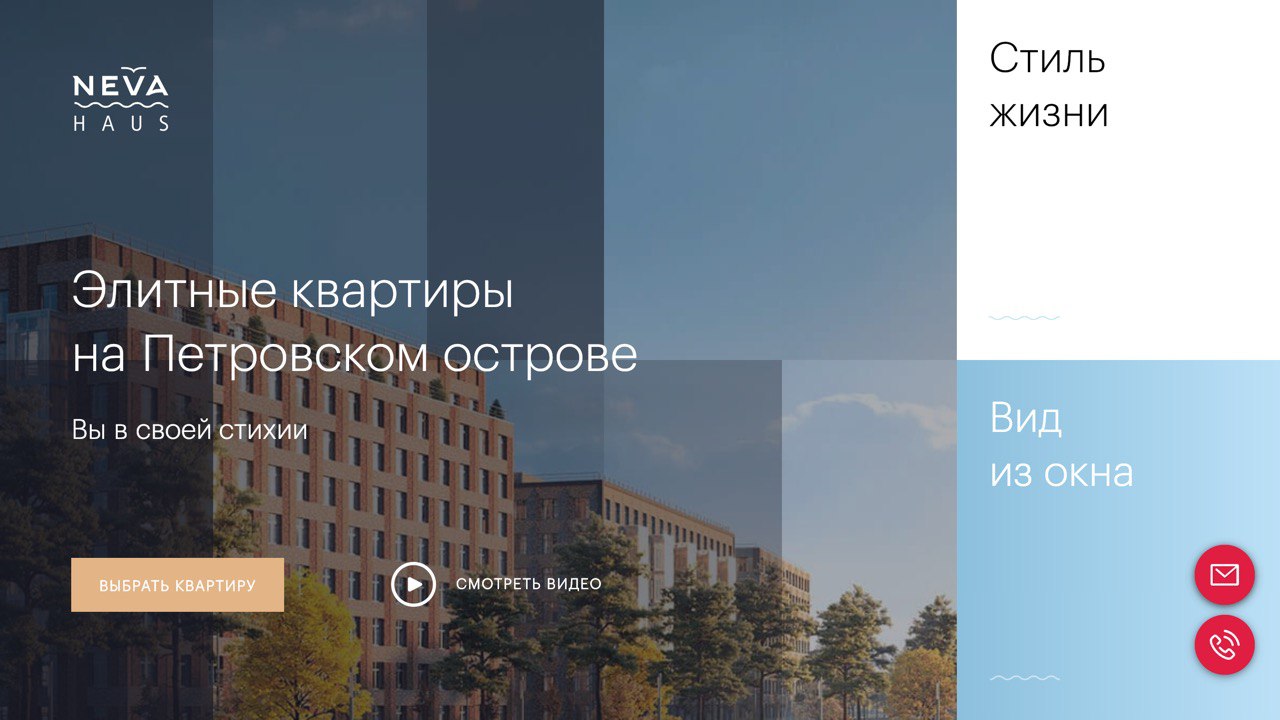 NEVA
HAUS
Элитные квартиры
на Петровском острове
Вы в своей стихии
ВЫБРАТЬ КВАРТИРУ
СМОТРЕТЬ ВИДЕО
Стиль
жизни
Вид
из окна